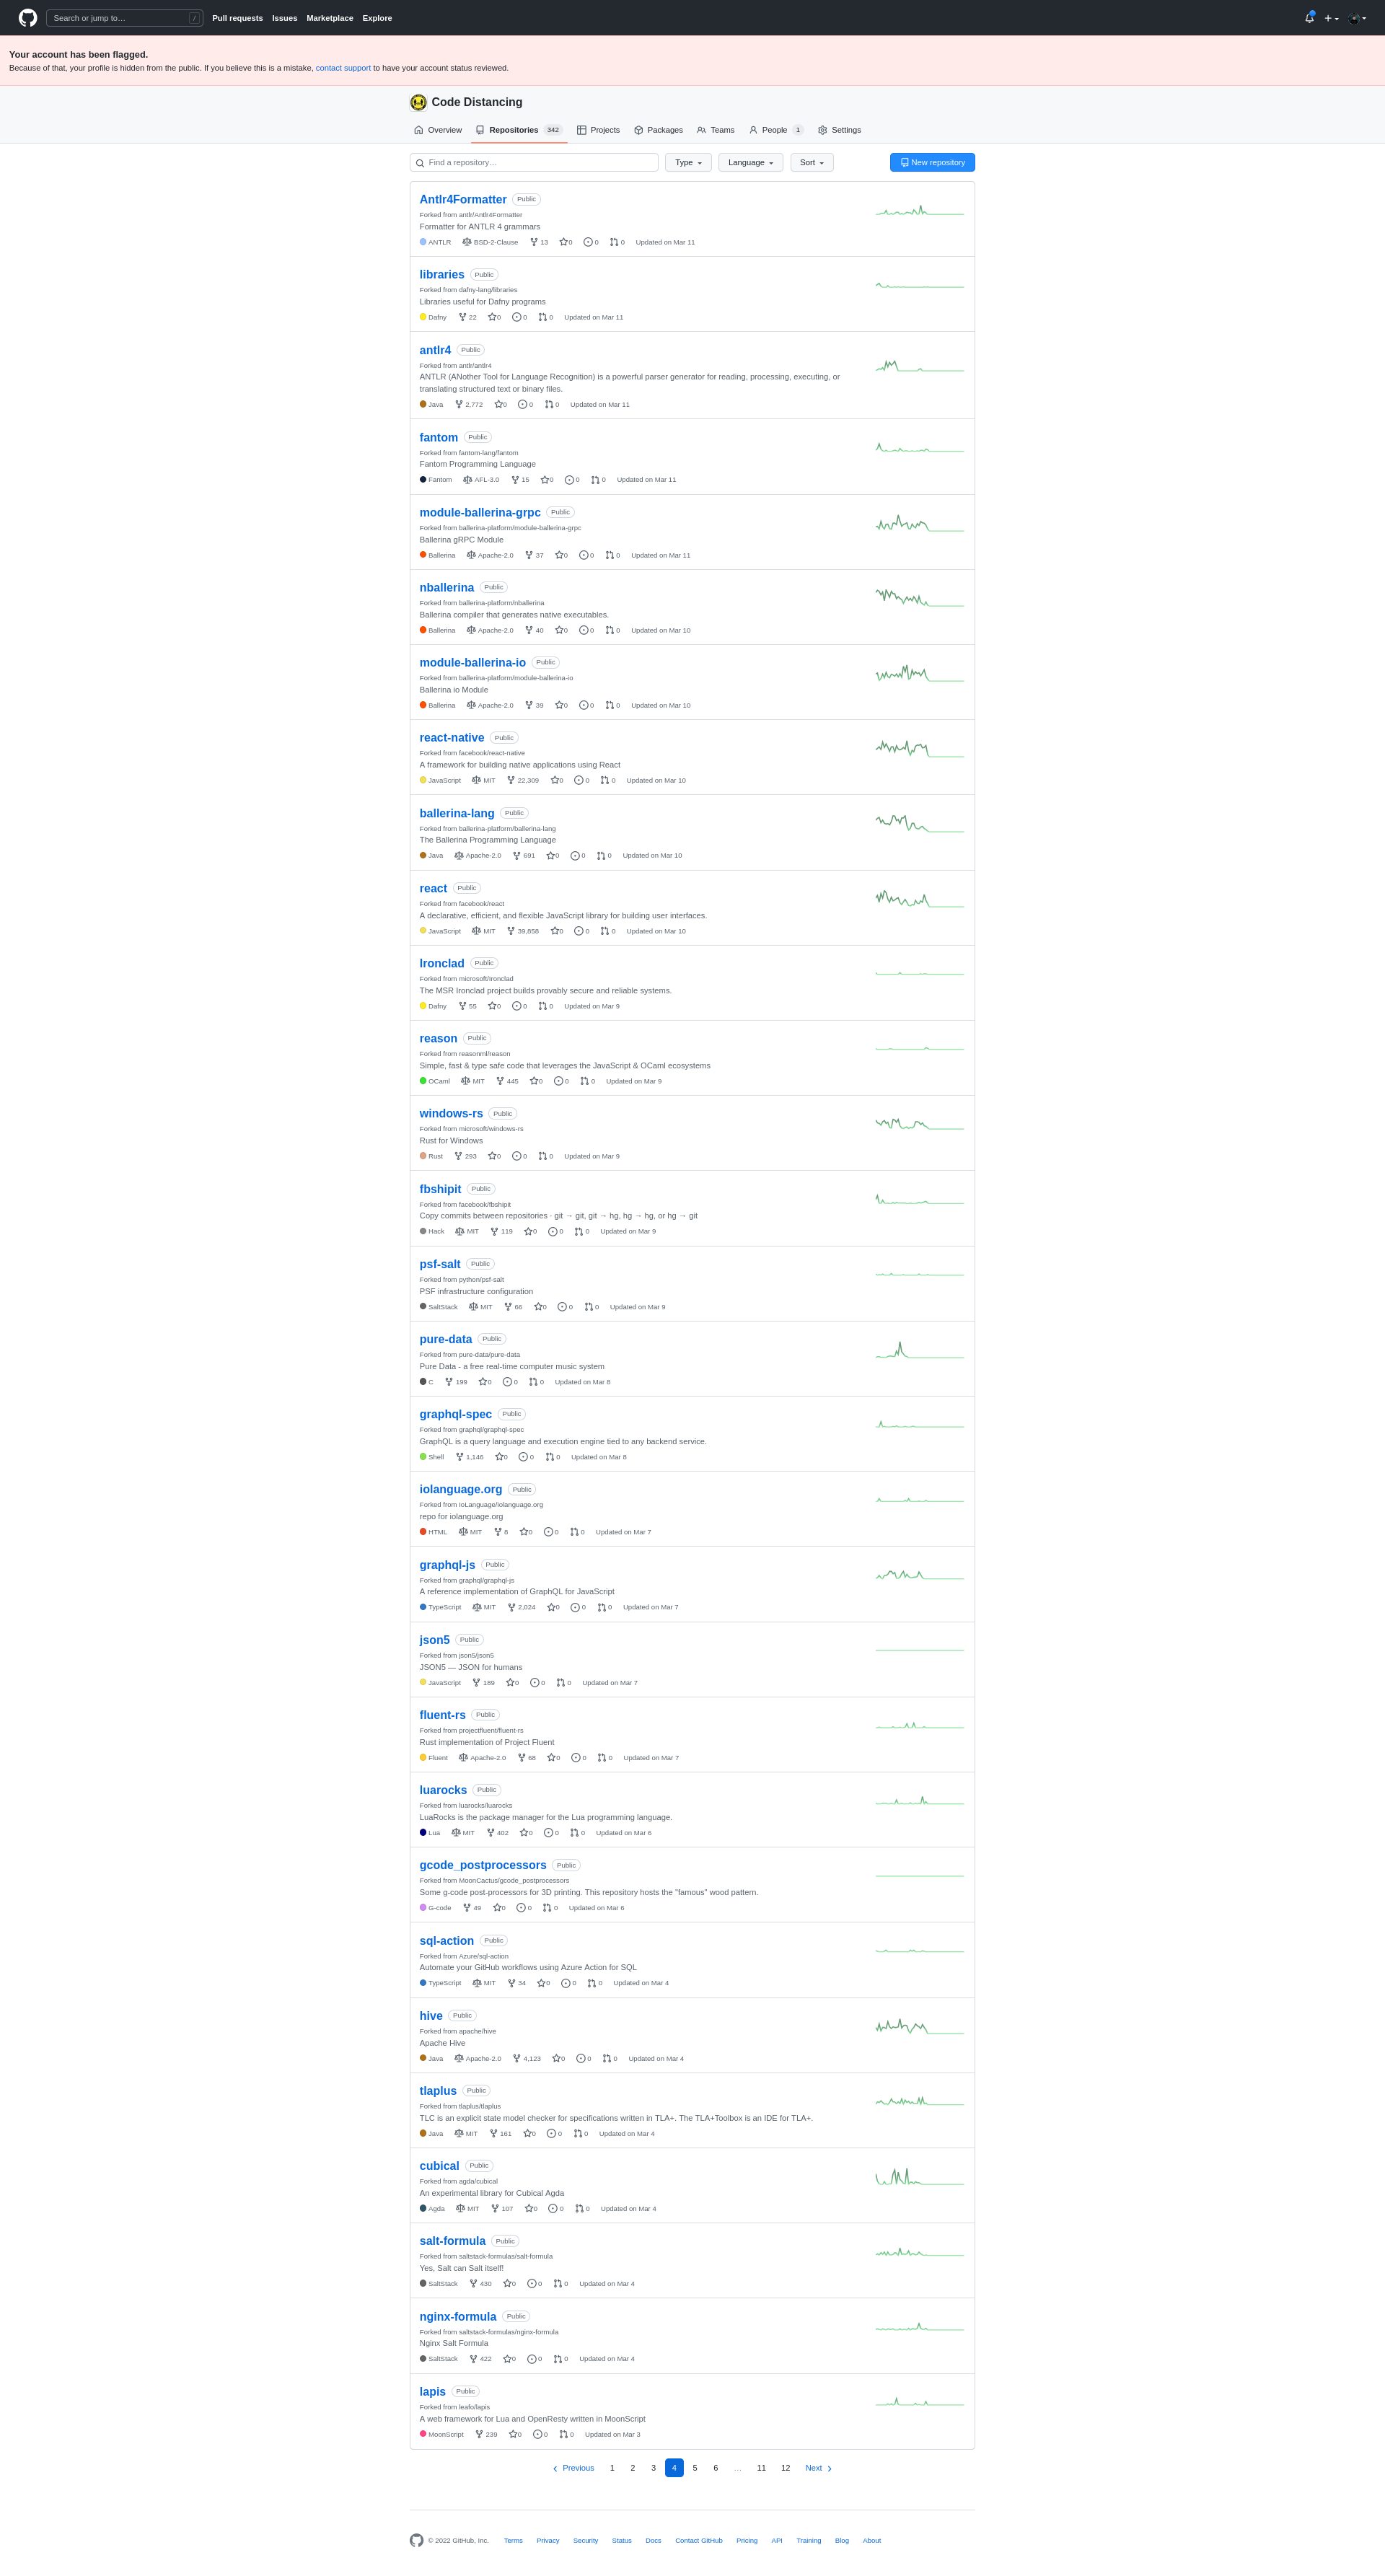 Search or jump to… /
Pull requests Issues Marketplace Explore
Your account has been flagged.
Because of that, your profile is hidden from the public. If you believe this is a mistake, contact support to have your account status reviewed.
Code Distancing
Overview Repositories 342 Projects Packages Teams People 1 Settings
Find a repository… Type Language Sort New repository
Antlr4Formatter Public
Forked from antlr/Antlr4Formatter
Formatter for ANTLR 4 grammars
ANTLR BSD-2-Clause 13 0 0 0 Updated on Mar 11
libraries Public
Forked from dafny-lang/libraries
Libraries useful for Dafny programs
Dafny 22 0 0 0 Updated on Mar 11
antlr4 Public
Forked from antlr/antlr4
ANTLR (ANother Tool for Language Recognition) is a powerful parser generator for reading, processing, executing, or
translating structured text or binary files.
Java 2,772 0 0 0 Updated on Mar 11
fantom Public
Forked from fantom-lang/fantom
Fantom Programming Language
Fantom AFL-3.0 15 0 0 0 Updated on Mar 11
module-ballerina-grpc Public
Forked from ballerina-platform/module-ballerina-grpc
Ballerina gRPC Module
Ballerina Apache-2.0 37 0 0 0 Updated on Mar 11
nballerina Public
Forked from ballerina-platform/nballerina
Ballerina compiler that generates native executables.
Ballerina Apache-2.0 40 0 0 0 Updated on Mar 10
module-ballerina-io Public
Forked from ballerina-platform/module-ballerina-io
Ballerina io Module
Ballerina Apache-2.0 39 0 0 0 Updated on Mar 10
react-native Public
Forked from facebook/react-native
A framework for building native applications using React
JavaScript MIT 22,309 0 0 0 Updated on Mar 10
ballerina-lang Public
Forked from ballerina-platform/ballerina-lang
The Ballerina Programming Language
Java Apache-2.0 691 0 0 0 Updated on Mar 10
react Public
Forked from facebook/react
A declarative, efficient, and flexible JavaScript library for building user interfaces.
JavaScript MIT 39,858 0 0 0 Updated on Mar 10
Ironclad Public
Forked from microsoft/Ironclad
The MSR Ironclad project builds provably secure and reliable systems.
Dafny 55 0 0 0 Updated on Mar 9
reason Public
Forked from reasonml/reason
Simple, fast & type safe code that leverages the JavaScript & OCaml ecosystems
OCaml MIT 445 0 0 0 Updated on Mar 9
windows-rs Public
Forked from microsoft/windows-rs
Rust for Windows
Rust 293 0 0 0 Updated on Mar 9
fbshipit Public
Forked from facebook/fbshipit
Copy commits between repositories · git → git, git → hg, hg → hg, or hg → git
Hack MIT 119 0 0 0 Updated on Mar 9
psf-salt Public
Forked from python/psf-salt
PSF infrastructure configuration
SaltStack MIT 66 0 0 0 Updated on Mar 9
pure-data Public
Forked from pure-data/pure-data
Pure Data - a free real-time computer music system
C 199 0 0 0 Updated on Mar 8
graphql-spec Public
Forked from graphql/graphql-spec
GraphQL is a query language and execution engine tied to any backend service.
Shell 1,146 0 0 0 Updated on Mar 8
iolanguage.org Public
Forked from IoLanguage/iolanguage.org
repo for iolanguage.org
HTML MIT 8 0 0 0 Updated on Mar 7
graphql-js Public
Forked from graphql/graphql-js
A reference implementation of GraphQL for JavaScript
TypeScript MIT 2,024 0 0 0 Updated on Mar 7
json5 Public
Forked from json5/json5
JSON5 — JSON for humans
JavaScript 189 0 0 0 Updated on Mar 7
fluent-rs Public
Forked from projectfluent/fluent-rs
Rust implementation of Project Fluent
Fluent Apache-2.0 68 0 0 0 Updated on Mar 7
luarocks Public
Forked from luarocks/luarocks
LuaRocks is the package manager for the Lua programming language.
Lua MIT 402 0 0 0 Updated on Mar 6
gcode_postprocessors Public
Forked from MoonCactus/gcode_postprocessors
Some g-code post-processors for 3D printing. This repository hosts the "famous" wood pattern.
G-code 49 0 0 0 Updated on Mar 6
sql-action Public
Forked from Azure/sql-action
Automate your GitHub workflows using Azure Action for SQL
TypeScript MIT 34 0 0 0 Updated on Mar 4
hive Public
Forked from apache/hive
Apache Hive
Java Apache-2.0 4,123 0 0 0 Updated on Mar 4
tlaplus Public
Forked from tlaplus/tlaplus
TLC is an explicit state model checker for specifications written in TLA+. The TLA+Toolbox is an IDE for TLA+.
Java MIT 161 0 0 0 Updated on Mar 4
cubical Public
Forked from agda/cubical
An experimental library for Cubical Agda
Agda MIT 107 0 0 0 Updated on Mar 4
salt-formula Public
Forked from saltstack-formulas/salt-formula
Yes, Salt can Salt itself!
SaltStack 430 0 0 0 Updated on Mar 4
nginx-formula Public
Forked from saltstack-formulas/nginx-formula
Nginx Salt Formula
SaltStack 422 0 0 0 Updated on Mar 4
lapis Public
Forked from leafo/lapis
A web framework for Lua and OpenResty written in MoonScript
MoonScript 239 0 0 0 Updated on Mar 3
Previous 1 2 3 4 5 6 … 11 12 Next
© 2022 GitHub, Inc. Terms Privacy Security Status Docs Contact GitHub Pricing API Training Blog About